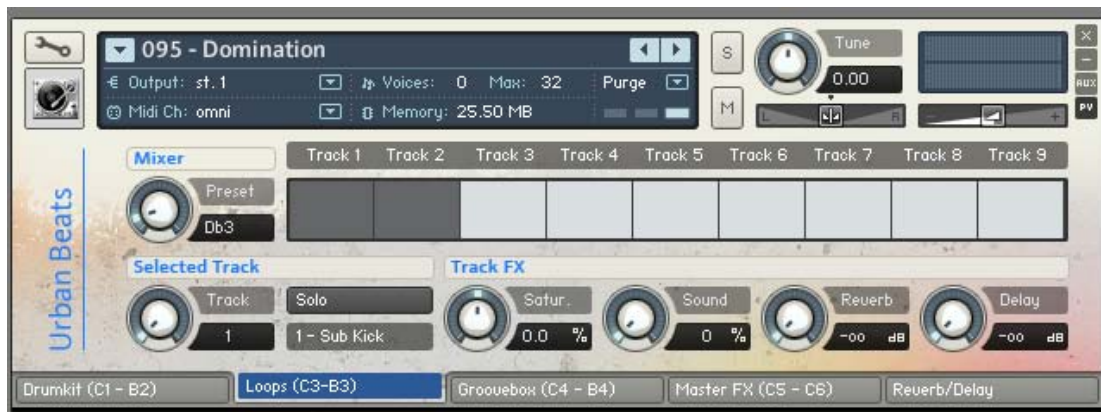 095 - Domination
Output: st. 1 Voices: 0 Max: 32 Purge
Midi Ch: omni Memory: 25.50 MB
S
M
Tune
0.00
L R
- +
×
-
AUX
PV
Urban Beats
Mixer
Preset
Db3
Track 1 Track 2 Track 3 Track 4 Track 5 Track 6 Track 7 Track 8 Track 9
Selected Track
Track
1
Solo
1 - Sub Kick
Track FX
Satur.
0.0 %
Sound
0 %
Reverb
-oo dB
Delay
-oo dB
Drumkit (C1 - B2) Loops (C3-B3) Groovebox (C4 - B4) Master FX (C5 - C6) Reverb/Delay